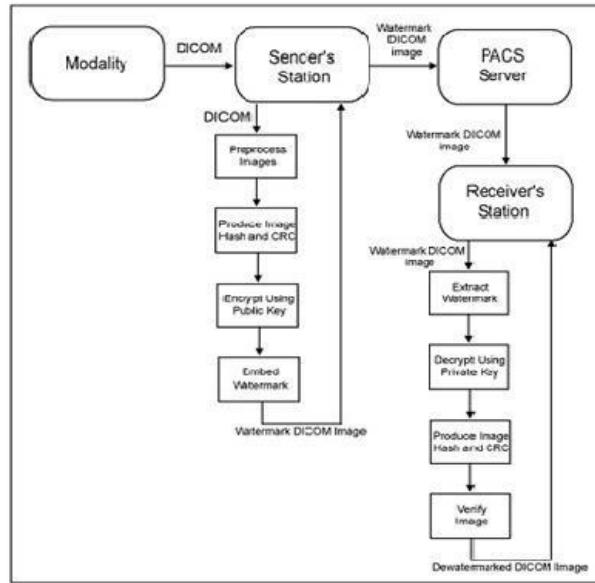 Modality
DICOM
Sencer's
Station
Watermark
DICOM
image
PACS
Server
DICOM
Preprocess
Images
Produce Image
Hash and CRC
Encrypt Using
Public Key
Embed
Watermark
Watermark DICOM Image
Watermark DICOM
image
Receiver's
Station
Watermark DICOM
image
Extract
Watermark
Decrypt Using
Private Key
Produce Image
Hash and CRC
Verify
Image
Dewatermarked DICOM Image